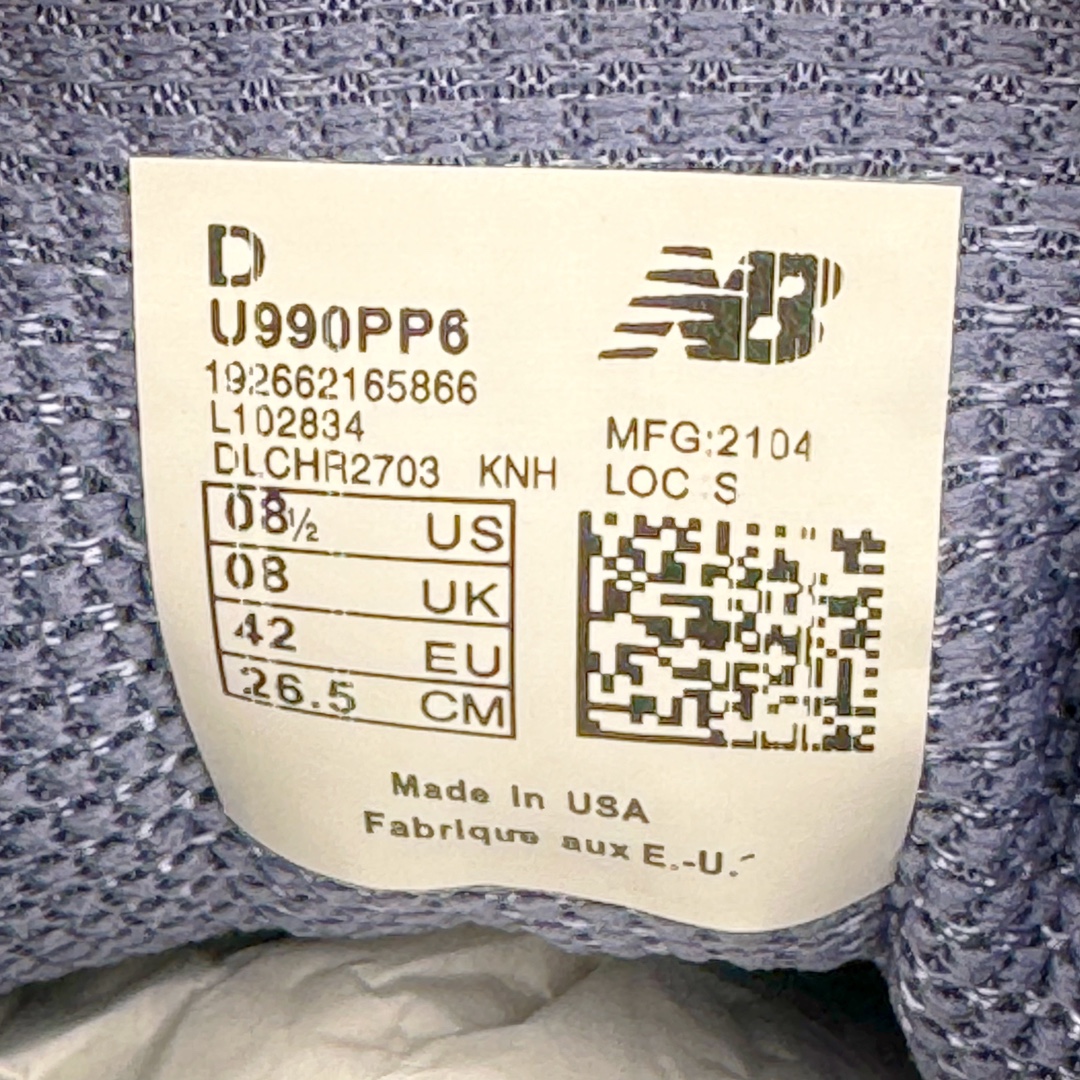 D
U990PP6
192662165866
L102834
DLCHR2703 KNH
08½ US
08 UK
42 EU
26.5 CM
NB
MFG:2104
LOC:S
Made in USA
Fabrique aux E.-U.